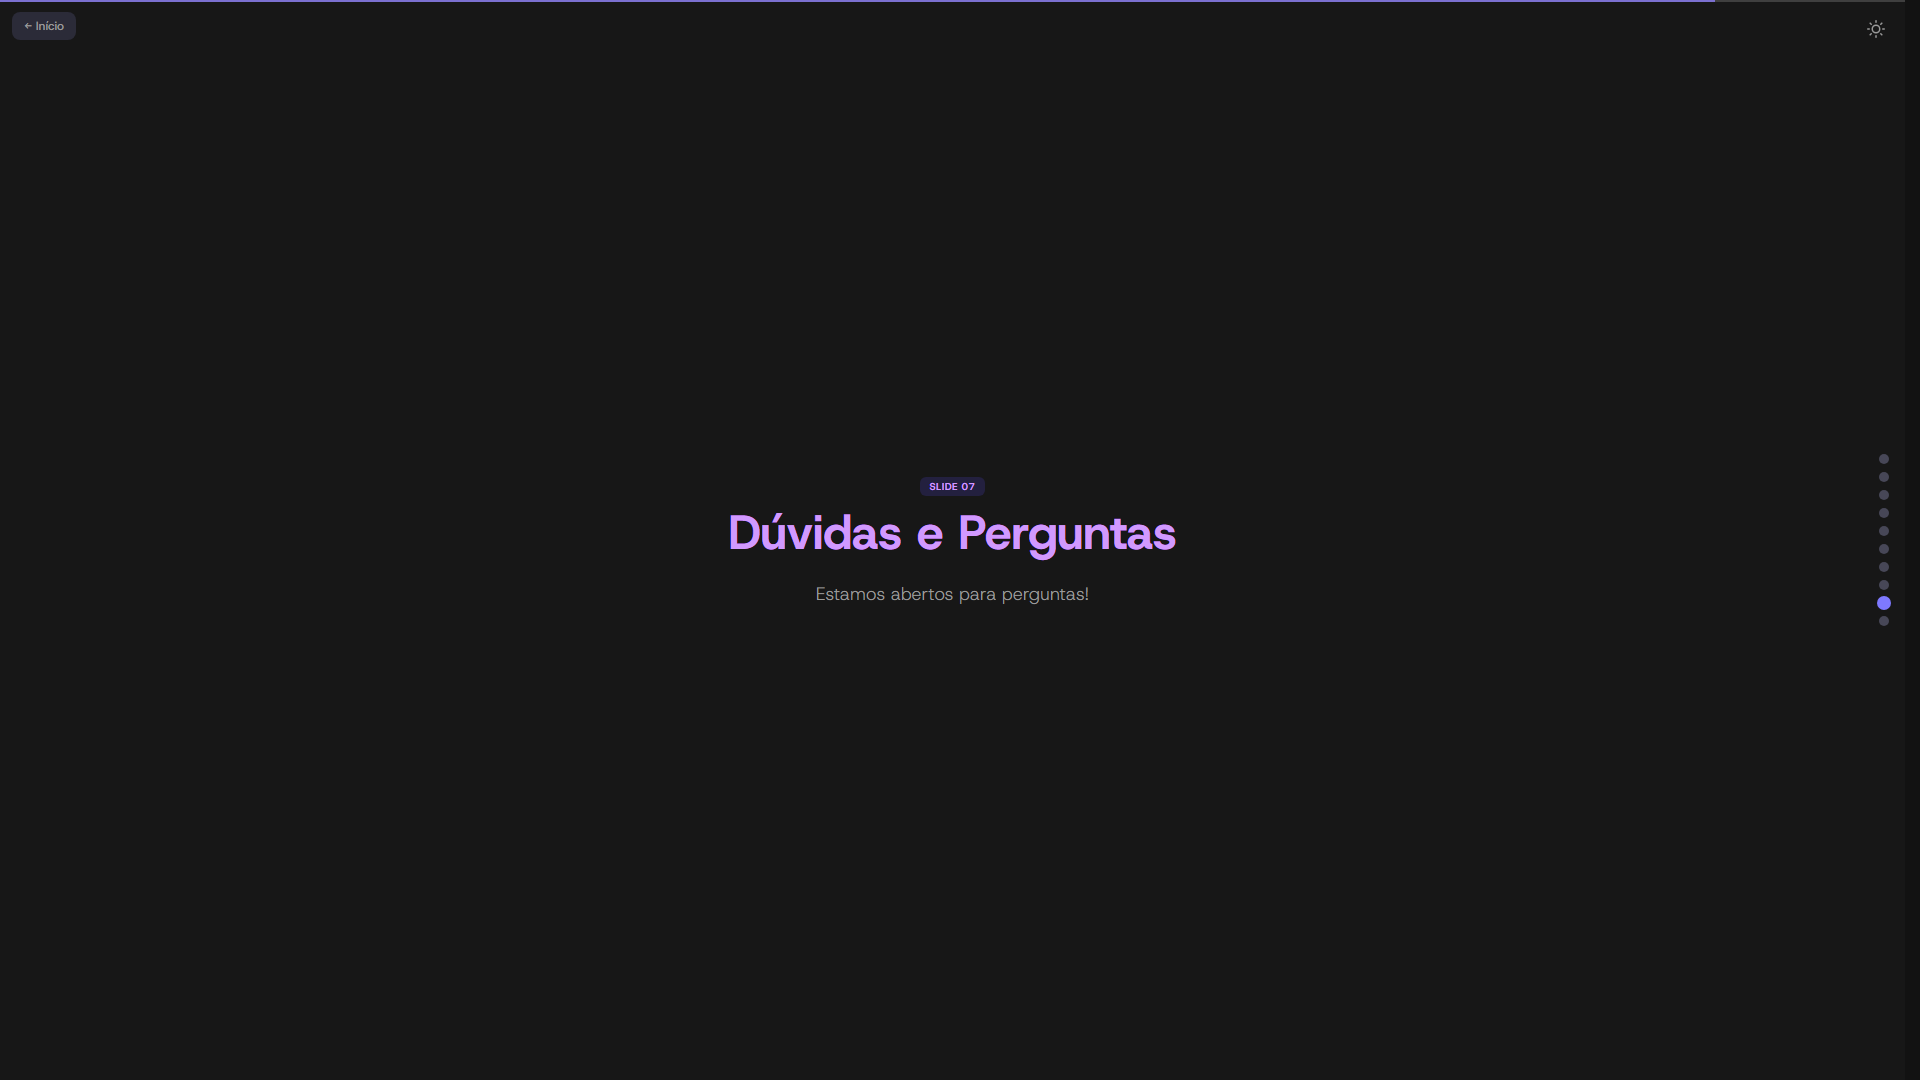 ← Início
SLIDE 07
Dúvidas e Perguntas
Estamos abertos para perguntas!